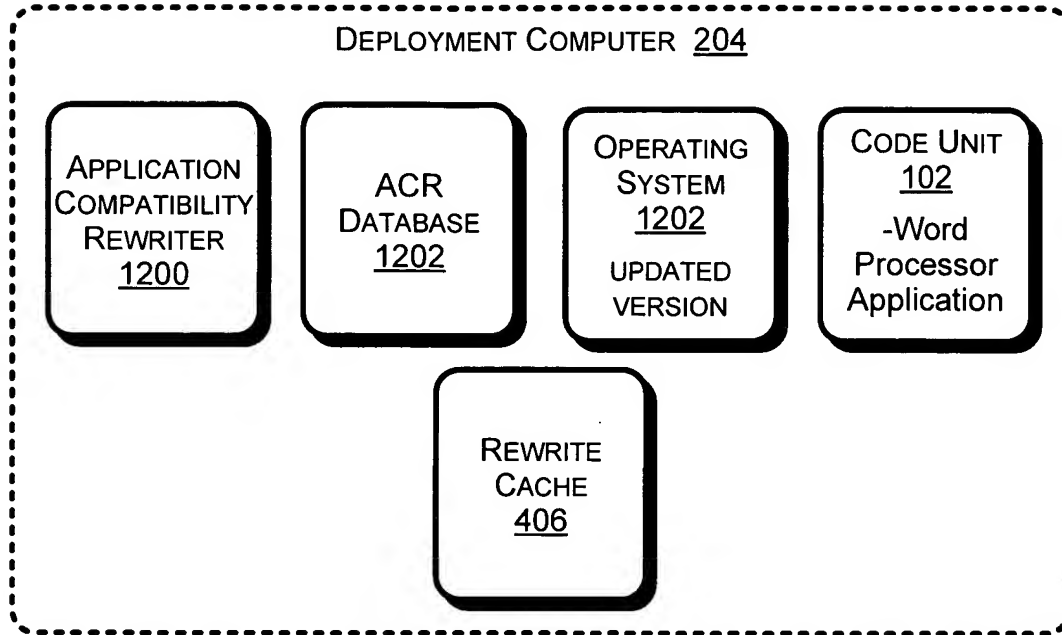 DEPLOYMENT COMPUTER 204
APPLICATION
COMPATIBILITY
REWRITER
1200
ACR
DATABASE
1202
OPERATING
SYSTEM
1202
UPDATED
VERSION
CODE UNIT
102
-Word
Processor
Application
REWRITE
CACHE
406